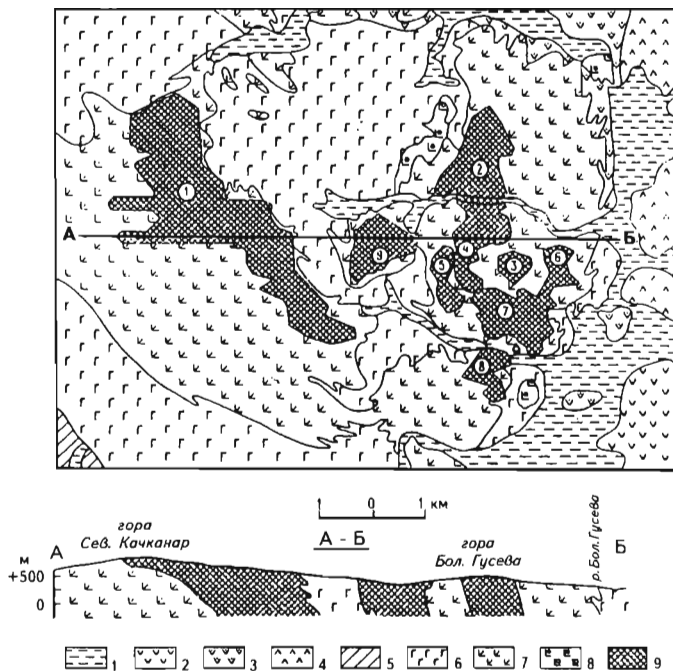 1
2
А
Б
9
5
4
3
6
7
8
1 0 1 км
А - Б
гора
Сев. Качканар
гора
Бол. Гусева
р. Бол. Гусева
А
Б
м
+500
0
1 2 3 4 5 6 7 8 9